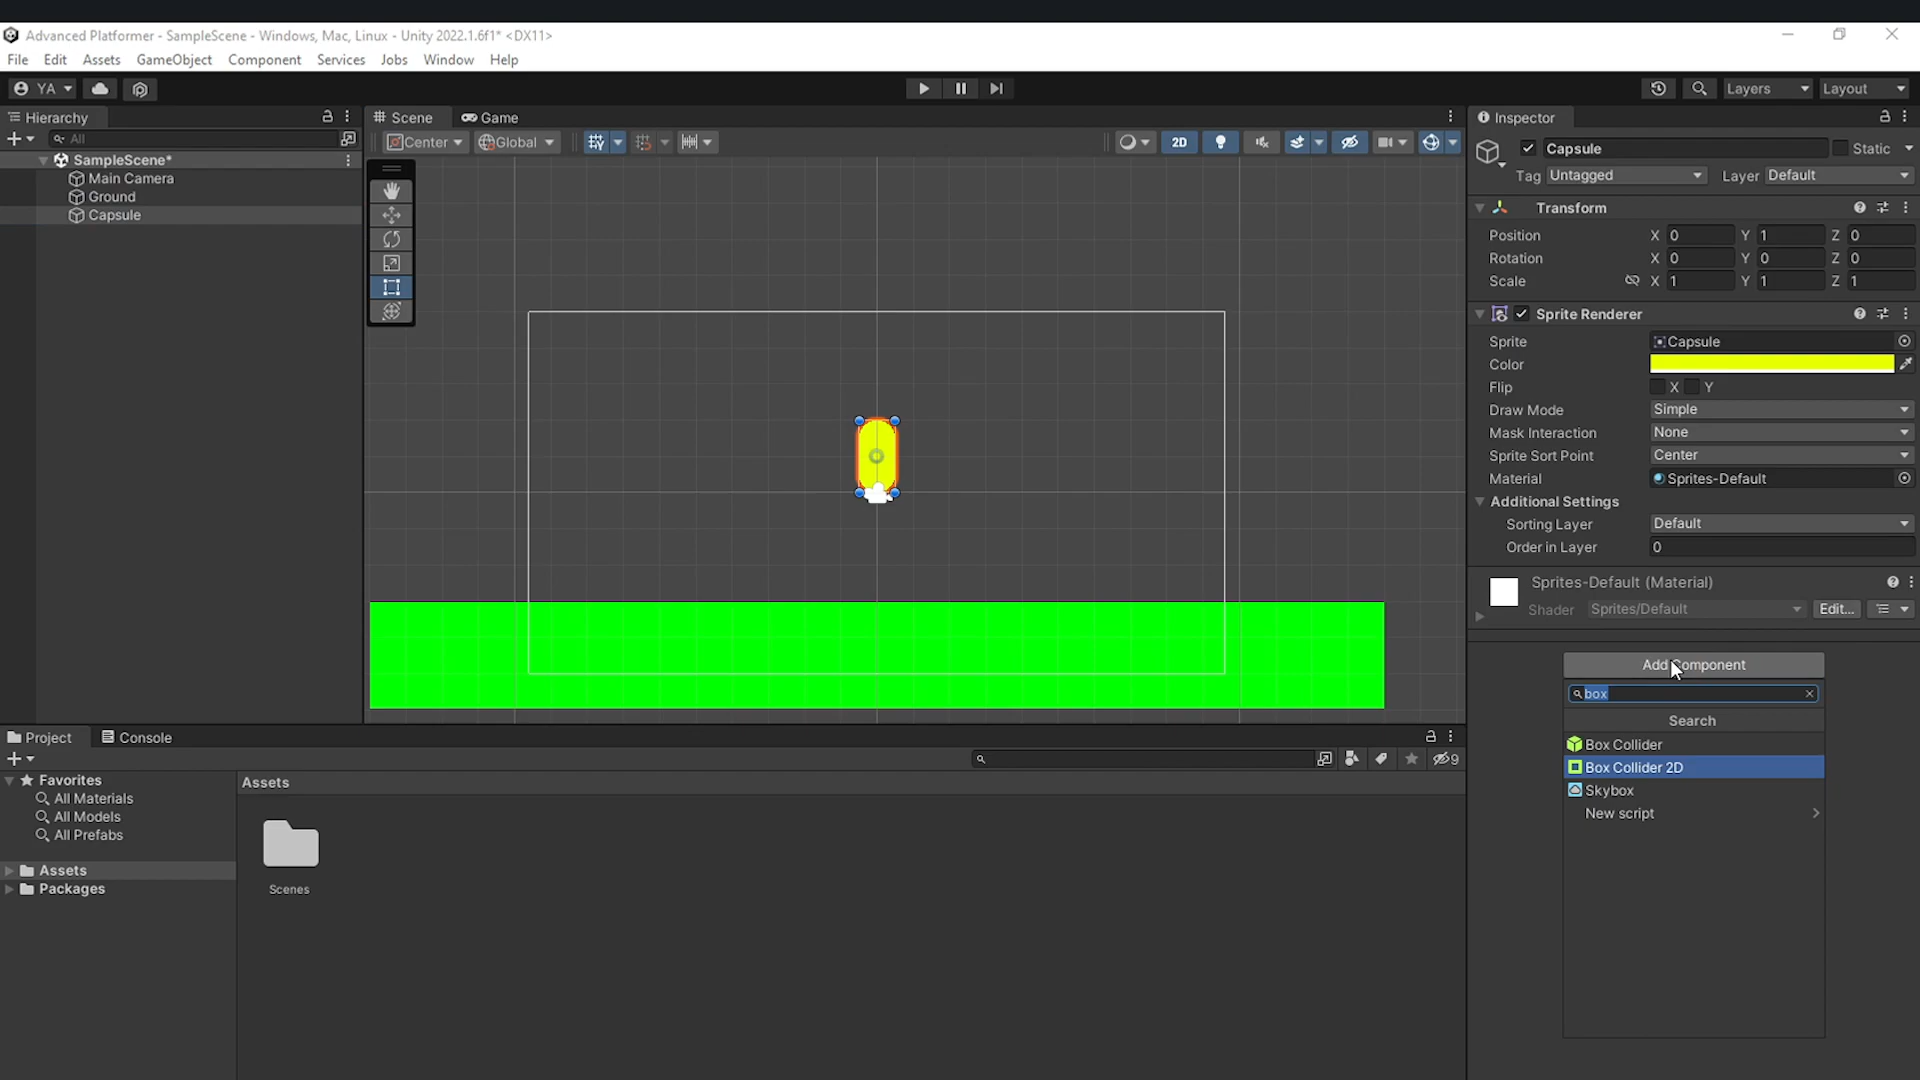 Advanced Platformer - SampleScene - Windows, Mac, Linux - Unity 2022.1.6f1* <DX11>
File Edit Assets GameObject Component Services Jobs Window Help
YA Layers Layout
Hierarchy
All
SampleScene*
Main Camera
Ground
Capsule
Scene Game
Center Global 2D
Inspector
Capsule Static
Tag Untagged Layer Default
Transform
Position X 0 Y 1 Z 0
Rotation X 0 Y 0 Z 0
Scale X 1 Y 1 Z 1
Sprite Renderer
Sprite Capsule
Color
Flip X Y
Draw Mode Simple
Mask Interaction None
Sprite Sort Point Center
Material Sprites-Default
Additional Settings
Sorting Layer Default
Order in Layer 0
Sprites-Default (Material)
Shader Sprites/Default Edit...
Add Component
box
Search
Box Collider
Box Collider 2D
Skybox
New script
Project Console
9
Favorites
All Materials
All Models
All Prefabs
Assets
Packages
Assets
Scenes